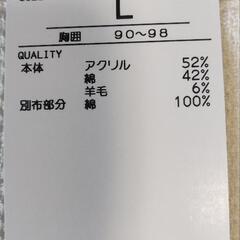 L
胸囲 90～98
QUALITY
本体 アクリル 52%
綿 42%
羊毛 6%
別布部分 綿 100%